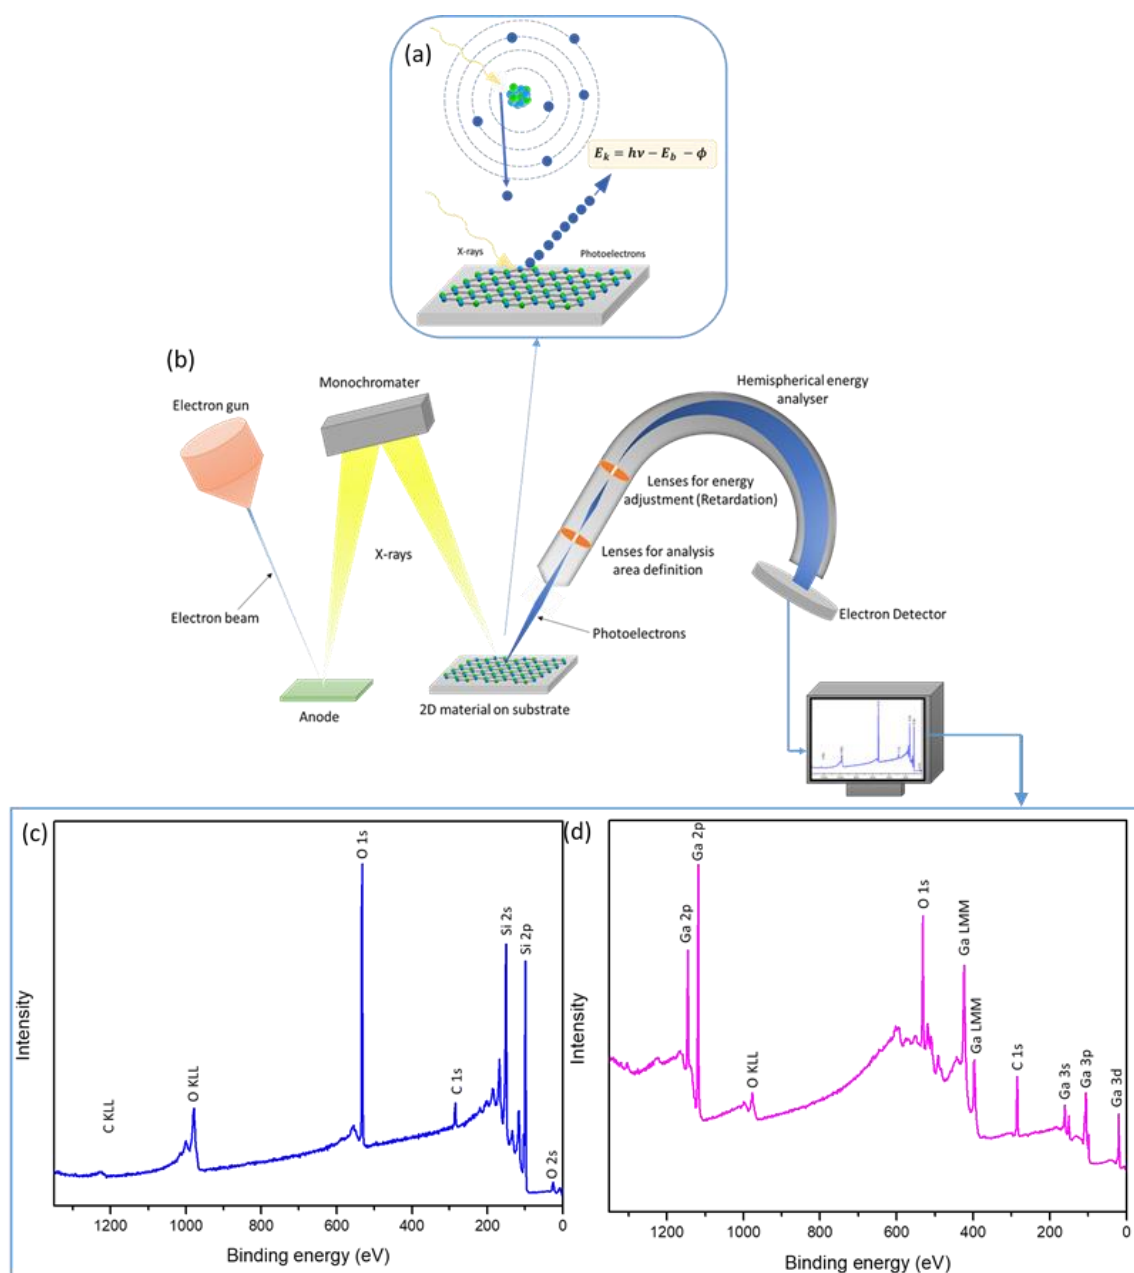 (a)
E_k = hν − E_b − ϕ
X-rays
Photoelectrons
(b)
Monochromater
Electron gun
Hemispherical energy
analyser
Lenses for energy
adjustment (Retardation)
X-rays
Lenses for analysis
area definition
Electron beam
Photoelectrons
Electron Detector
Anode
2D material on substrate
(c)
Intensity
C KLL
O KLL
O 1s
C 1s
Si 2s
Si 2p
O 2s
1200
1000
800
600
400
200
0
Binding energy (eV)
(d)
Intensity
Ga 2p
Ga 2p
O KLL
O 1s
Ga LMM
Ga LMM
C 1s
Ga 3s
Ga 3p
Ga 3d
1200
1000
800
600
400
200
0
Binding energy (eV)